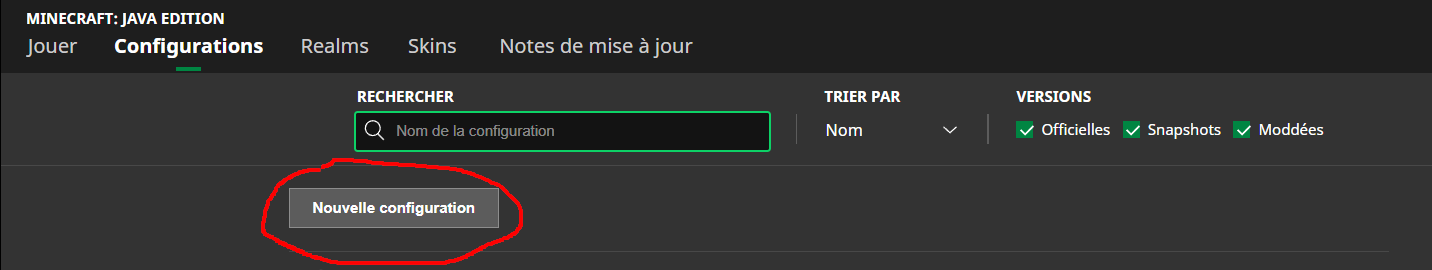 MINECRAFT: JAVA EDITION
Jouer Configurations Realms Skins Notes de mise à jour
RECHERCHER TRIER PAR VERSIONS
Nom de la configuration Nom Officielles Snapshots Moddées
Nouvelle configuration